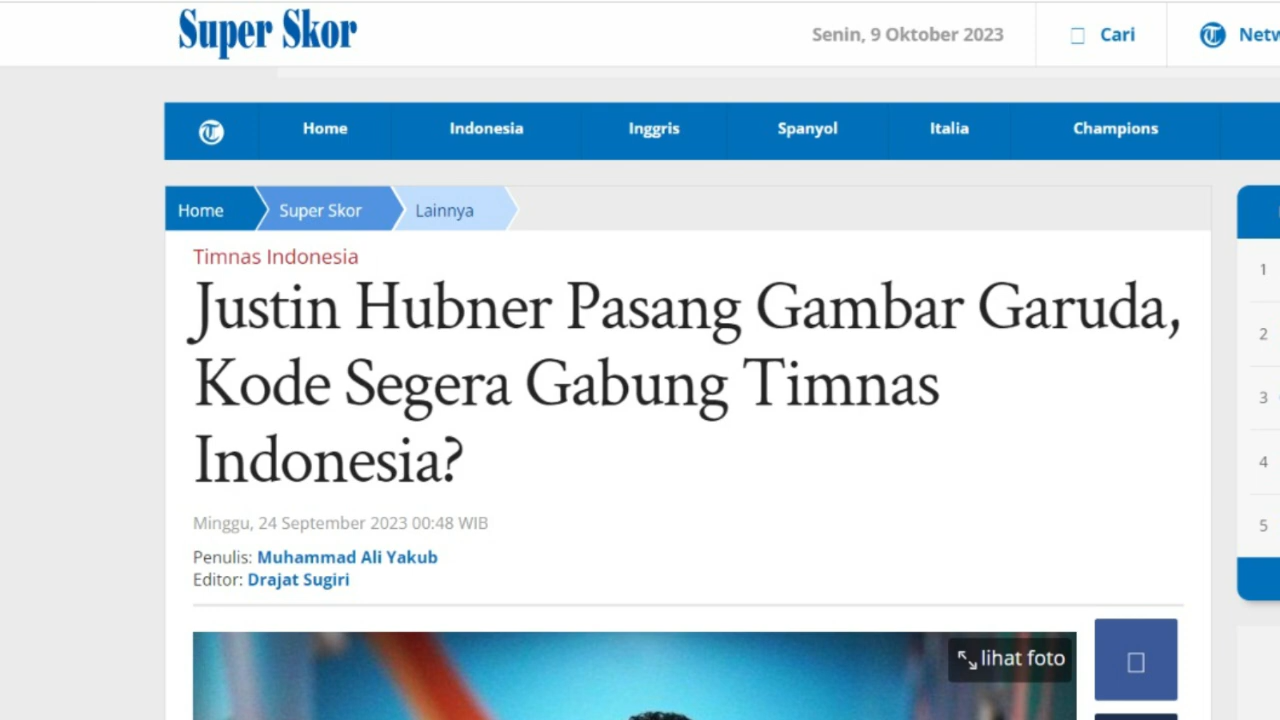 Super Skor
Senin, 9 Oktober 2023
Cari
Home
Indonesia
Inggris
Spanyol
Italia
Champions
Home
Super Skor
Lainnya
Timnas Indonesia
Justin Hubner Pasang Gambar Garuda,
Kode Segera Gabung Timnas
Indonesia?
Minggu, 24 September 2023 00:48 WIB
Penulis: Muhammad Ali Yakub
Editor: Drajat Sugiri
lihat foto
1
2
3
4
5